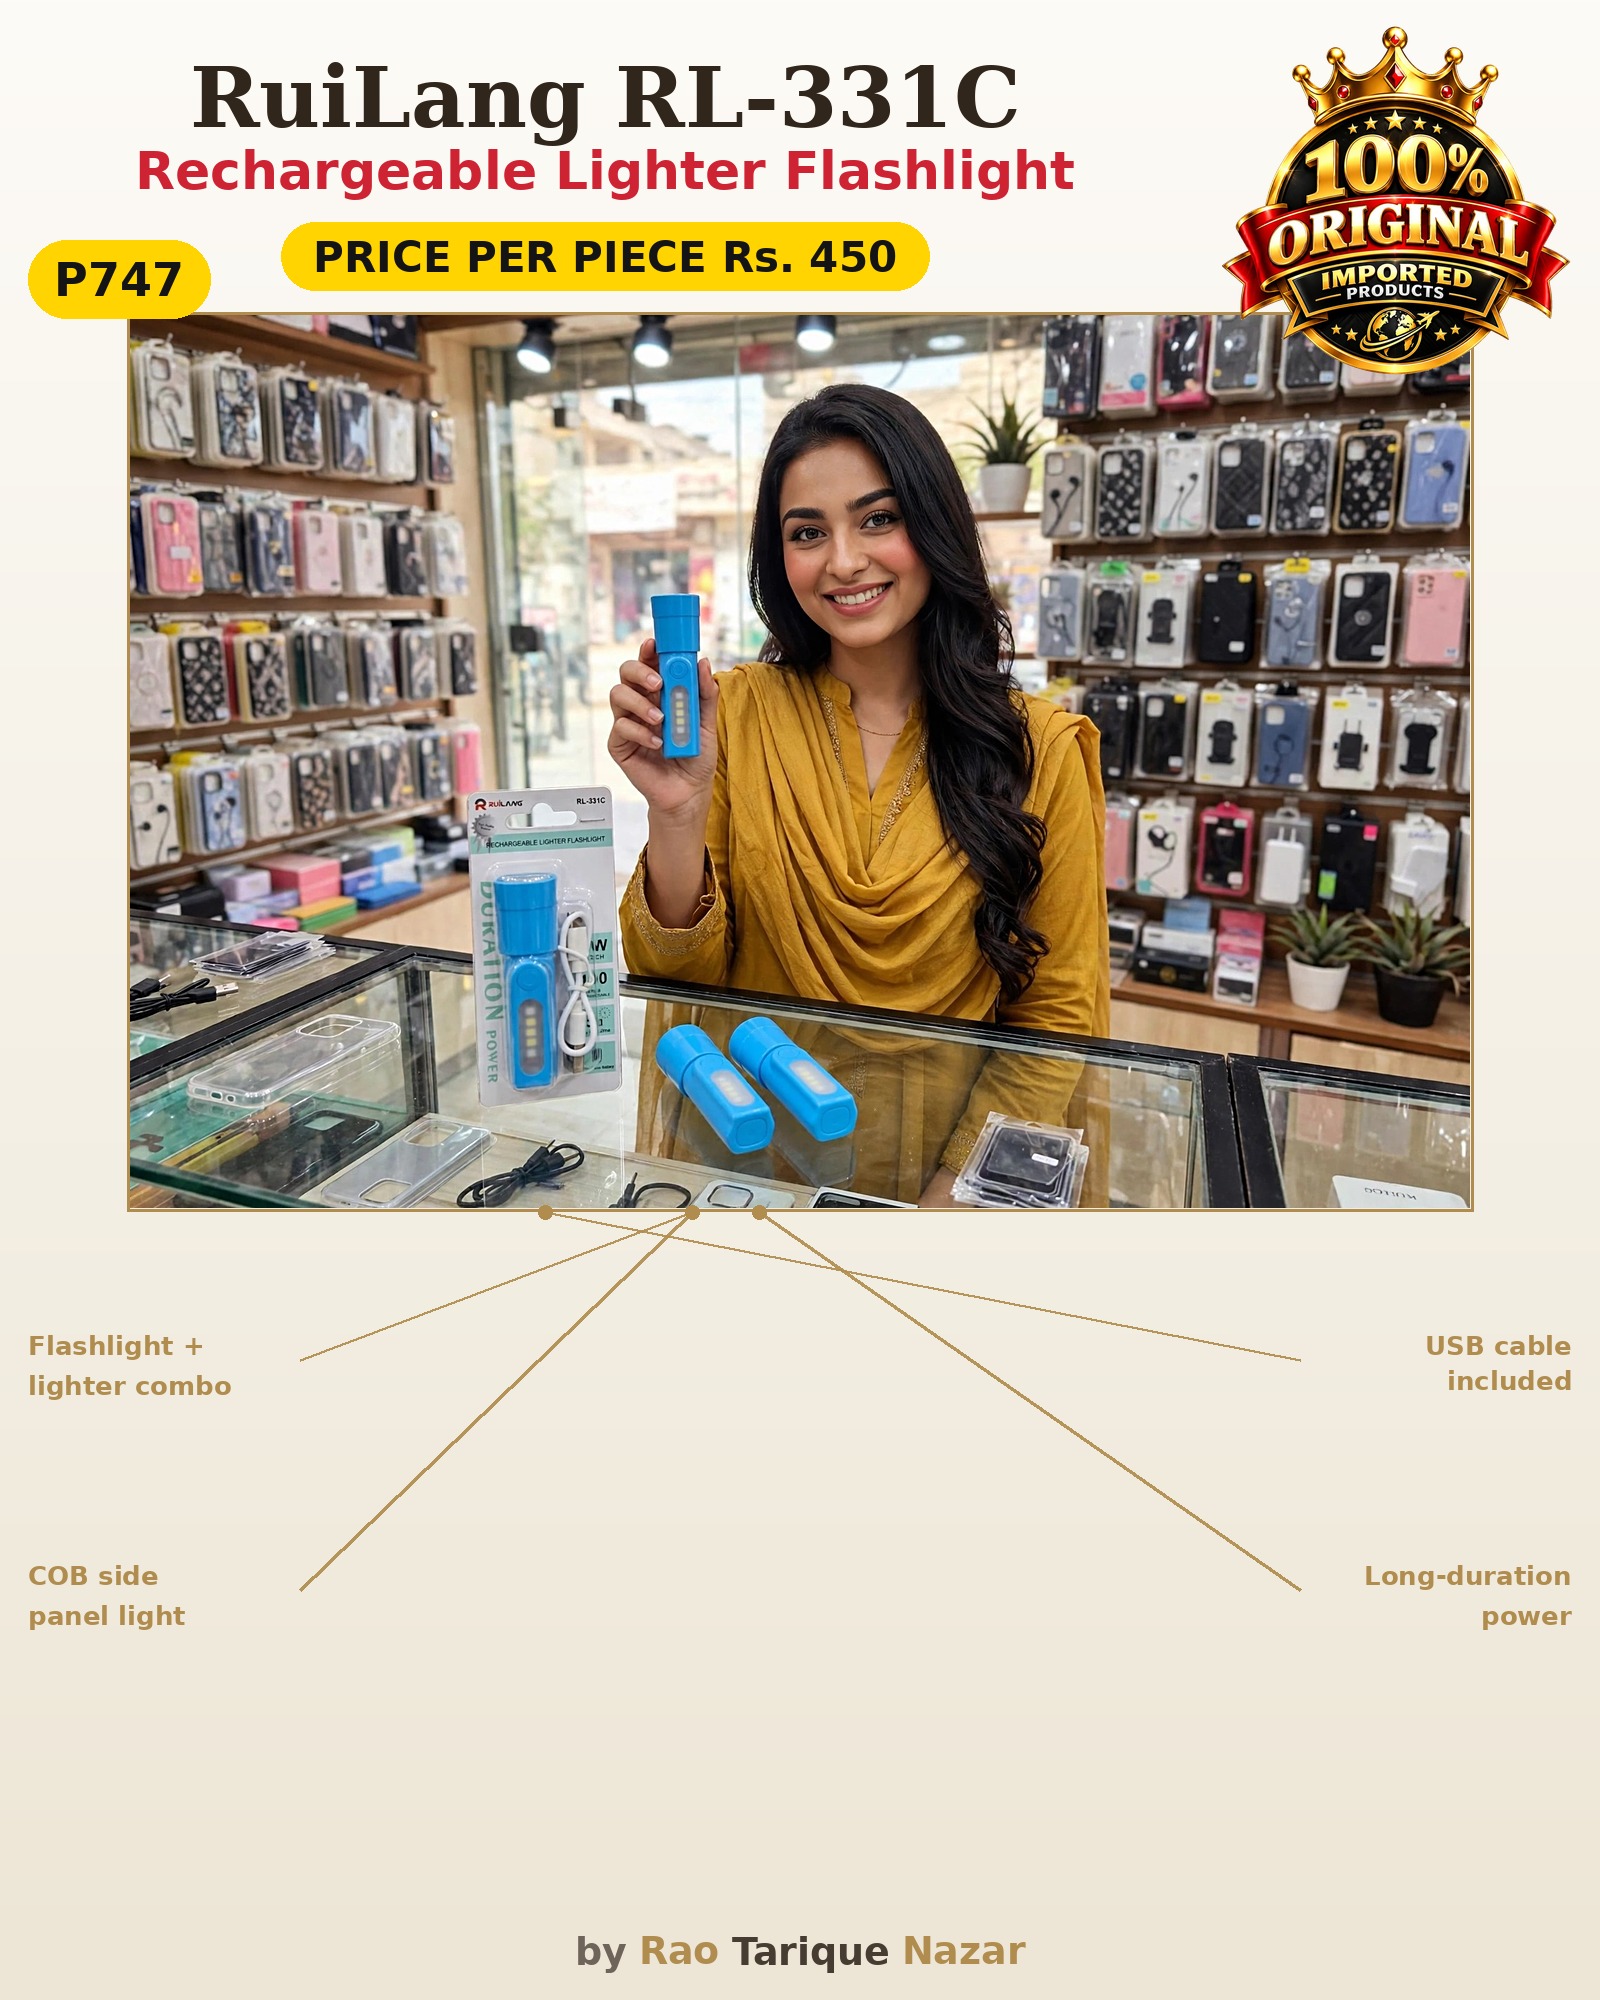 RuiLang RL-331C
Rechargeable Lighter Flashlight
PRICE PER PIECE Rs. 450
P747
100%
ORIGINAL
IMPORTED
PRODUCTS
RUILANG RL-331C
RECHARGEABLE LIGHTER FLASHLIGHT
DURATION POWER
Flashlight +
lighter combo
USB cable
included
COB side
panel light
Long-duration
power
by Rao Tarique Nazar